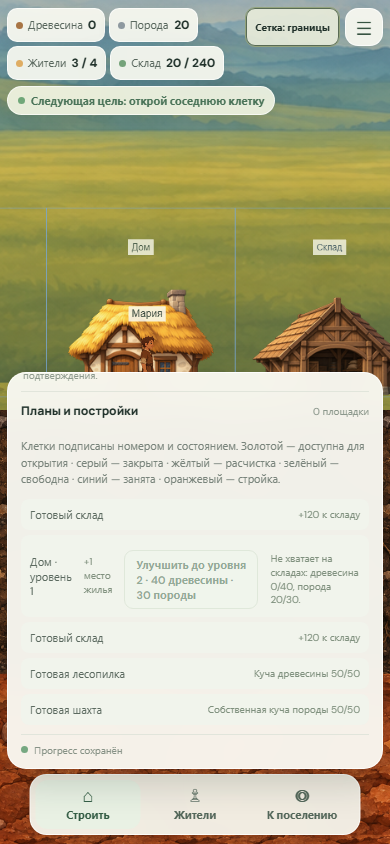 Древесина 0
Порода 20
Сетка: границы
Жители 3 / 4
Склад 20 / 240
Следующая цель: открой соседнюю клетку
Дом
Склад
Мария
подтверждения.
Планы и постройки
0 площадки
Клетки подписаны номером и состоянием. Золотой — доступна для
открытия · серый — закрыта · жёлтый — расчистка · зелёный —
свободна · синий — занята · оранжевый — стройка.
Готовый склад
+120 к складу
Дом ·
уровень
1
+1
место
жилья
Улучшить до уровня
2 · 40 древесины ·
30 породы
Не хватает на
складах: древесина
0/40, порода
20/30.
Готовый склад
+120 к складу
Готовая лесопилка
Куча древесины 50/50
Готовая шахта
Собственная куча породы 50/50
Прогресс сохранён
Строить
Жители
К поселению